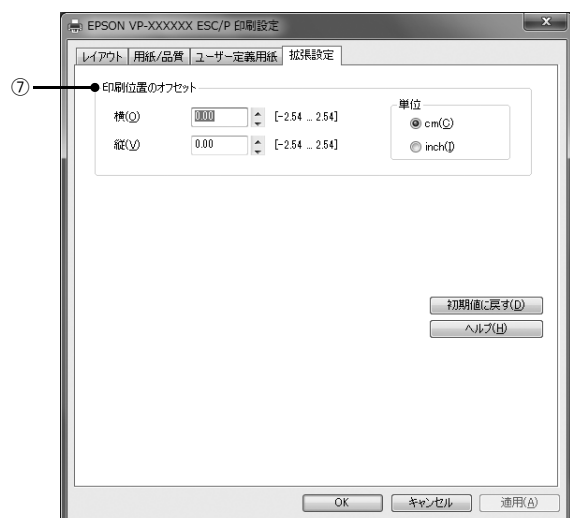 EPSON VP-XXXXXX ESC/P 印刷設定
x
レイアウト 用紙/品質 ユーザー定義用紙 拡張設定
⑦
印刷位置のオフセット
横(O) 0.00 [-2.54 ... 2.54]
縦(V) 0.00 [-2.54 ... 2.54]
単位
cm(C)
inch(I)
初期値に戻す(D)
ヘルプ(H)
OK キャンセル 適用(A)